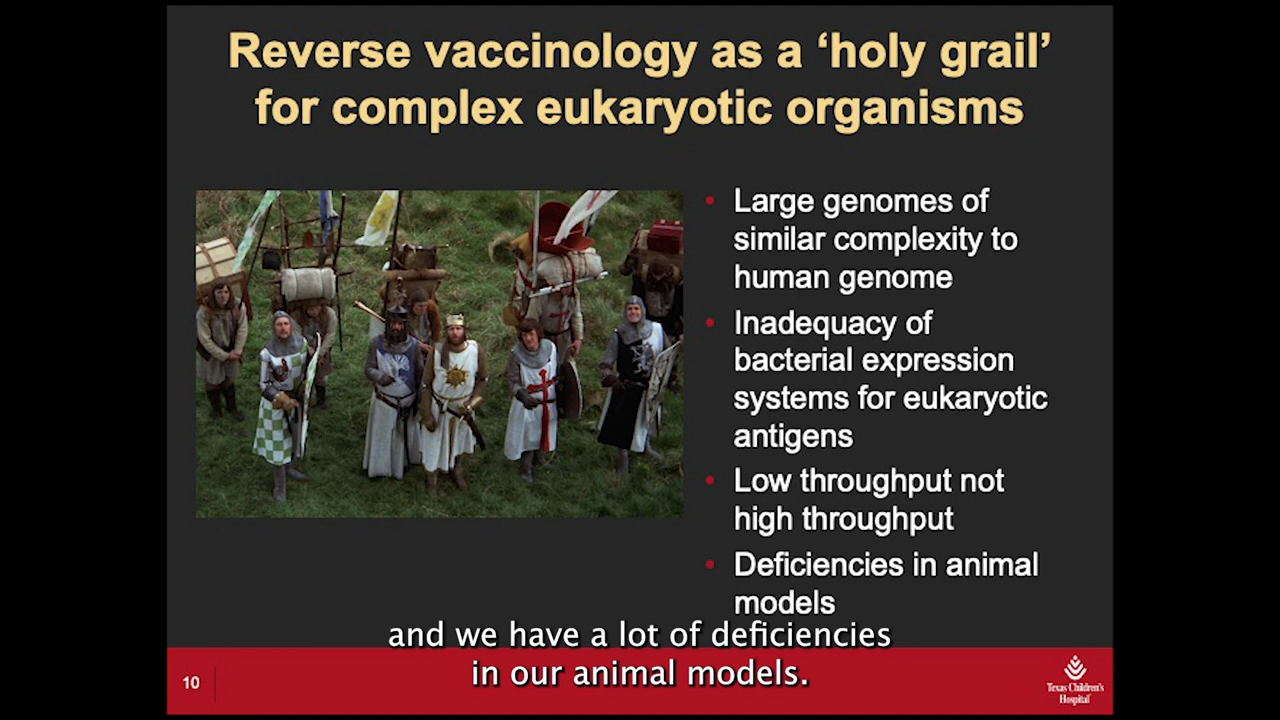 Reverse vaccinology as a ‘holy grail’
for complex eukaryotic organisms
• Large genomes of
similar complexity to
human genome
• Inadequacy of
bacterial expression
systems for eukaryotic
antigens
• Low throughput not
high throughput
• Deficiencies in animal
models
and we have a lot of deficiencies
in our animal models.
10
Texas Children's
Hospital